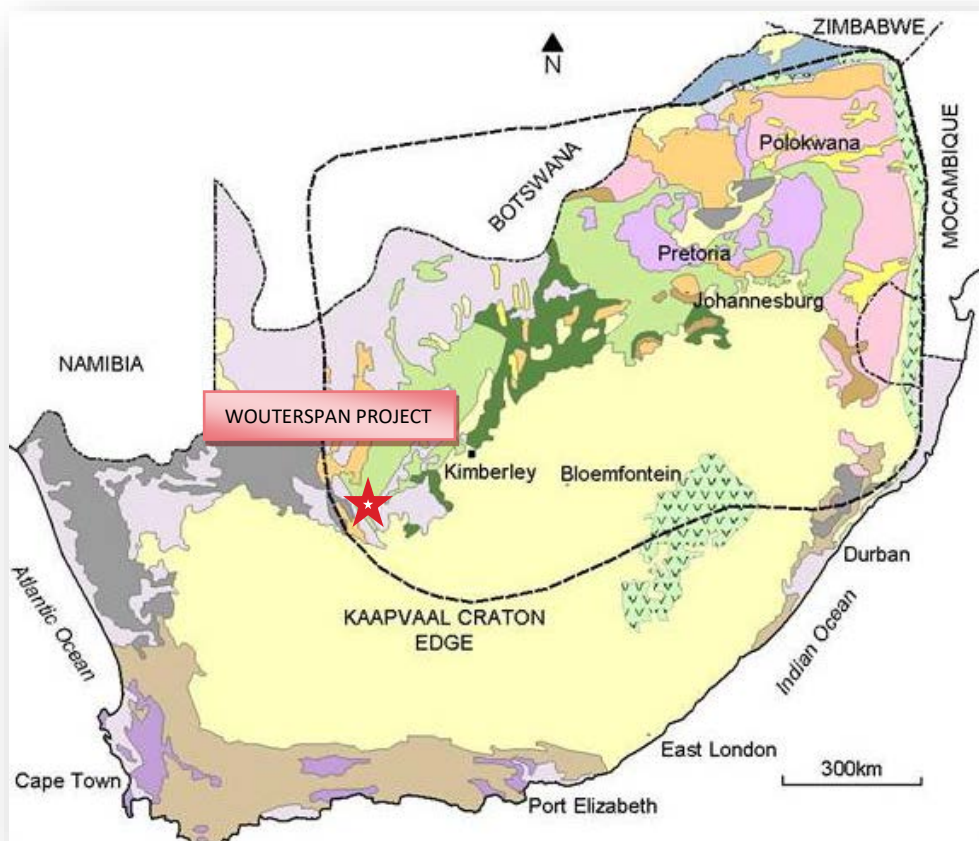 ZIMBABWE
N
Polokwana
MOCAMBIQUE
BOTSWANA
Pretoria
Johannesburg
NAMIBIA
WOUTERSPAN PROJECT
Kimberley
Bloemfontein
Durban
KAAPVAAL CRATON
EDGE
Atlantic Ocean
Indian Ocean
East London
300km
Cape Town
Port Elizabeth